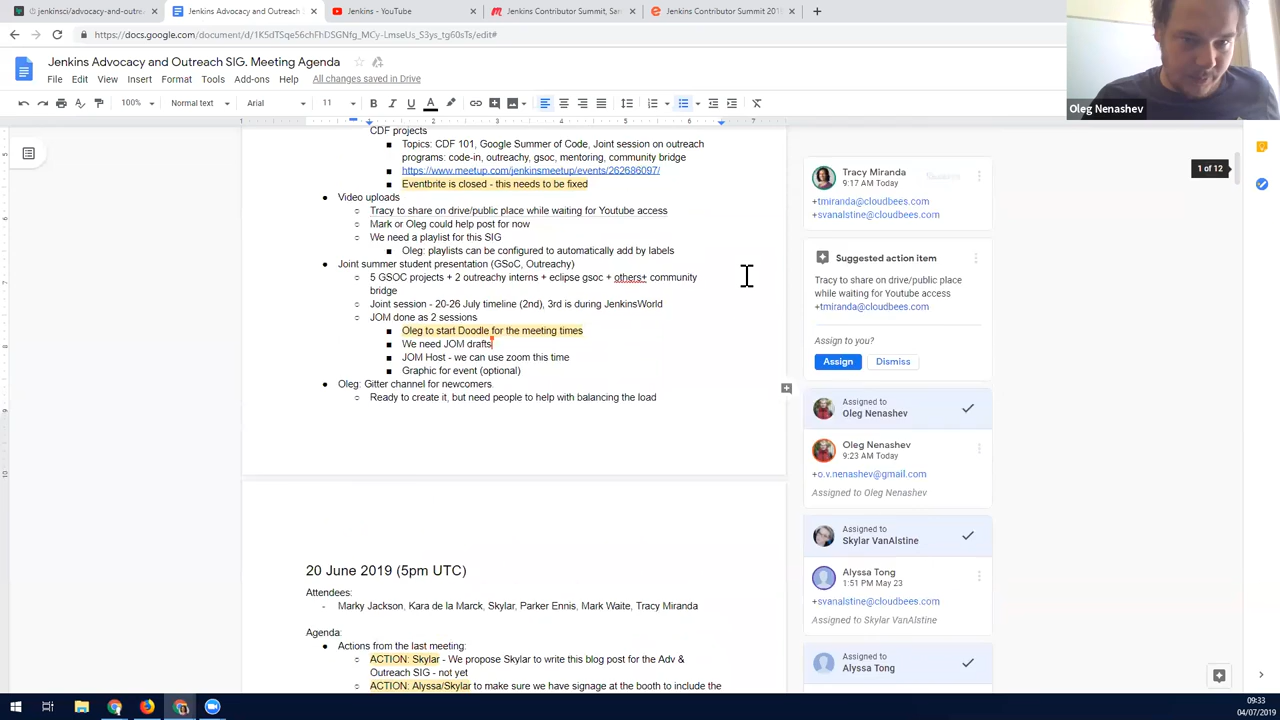 jenkinsci/advocacy-and-outre
Jenkins Advocacy and Outreach S
Jenkins - YouTube
Jenkins Contributor Summit, San
Jenkins Contributor Summit 201
https://docs.google.com/document/d/1K5dTSqe56chFhDSGNfg_MCy-LmseUs_S3ys_tg60sTs/edit#
Jenkins Advocacy and Outreach SIG. Meeting Agenda
File Edit View Insert Format Tools Add-ons Help All changes saved in Drive
100% Normal text Arial 11
Oleg Nenashev
CDF projects
■ Topics: CDF 101, Google Summer of Code, Joint session on outreach
programs: code-in, outreachy, gsoc, mentoring, community bridge
■ https://www.meetup.com/jenkinsmeetup/events/262686097/
■ Eventbrite is closed - this needs to be fixed
● Video uploads
○ Tracy to share on drive/public place while waiting for Youtube access
○ Mark or Oleg could help post for now
○ We need a playlist for this SIG
■ Oleg: playlists can be configured to automatically add by labels
● Joint summer student presentation (GSoC, Outreachy)
○ 5 GSOC projects + 2 outreachy interns + eclipse gsoc + others+ community
bridge
○ Joint session - 20-26 July timeline (2nd), 3rd is during JenkinsWorld
○ JOM done as 2 sessions
■ Oleg to start Doodle for the meeting times
■ We need JOM drafts
■ JOM Host - we can use zoom this time
■ Graphic for event (optional)
● Oleg: Gitter channel for newcomers
○ Ready to create it, but need people to help with balancing the load
20 June 2019 (5pm UTC)
Attendees:
- Marky Jackson, Kara de la Marck, Skylar, Parker Ennis, Mark Waite, Tracy Miranda
Agenda:
● Actions from the last meeting:
○ ACTION: Skylar - We propose Skylar to write this blog post for the Adv &
Outreach SIG - not yet
○ ACTION: Alyssa/Skylar to make sure we have signage at the booth to include the
1 of 12
Tracy Miranda
9:17 AM Today
+tmiranda@cloudbees.com
+svanalstine@cloudbees.com
Suggested action item
Tracy to share on drive/public place
while waiting for Youtube access
+tmiranda@cloudbees.com
Assign to you?
Assign Dismiss
Assigned to
Oleg Nenashev
Oleg Nenashev
9:23 AM Today
+o.v.nenashev@gmail.com
Assigned to Oleg Nenashev
Assigned to
Skylar VanAlstine
Alyssa Tong
1:51 PM May 23
+svanalstine@cloudbees.com
Assigned to Skylar VanAlstine
Assigned to
Alyssa Tong
09:33
04/07/2019